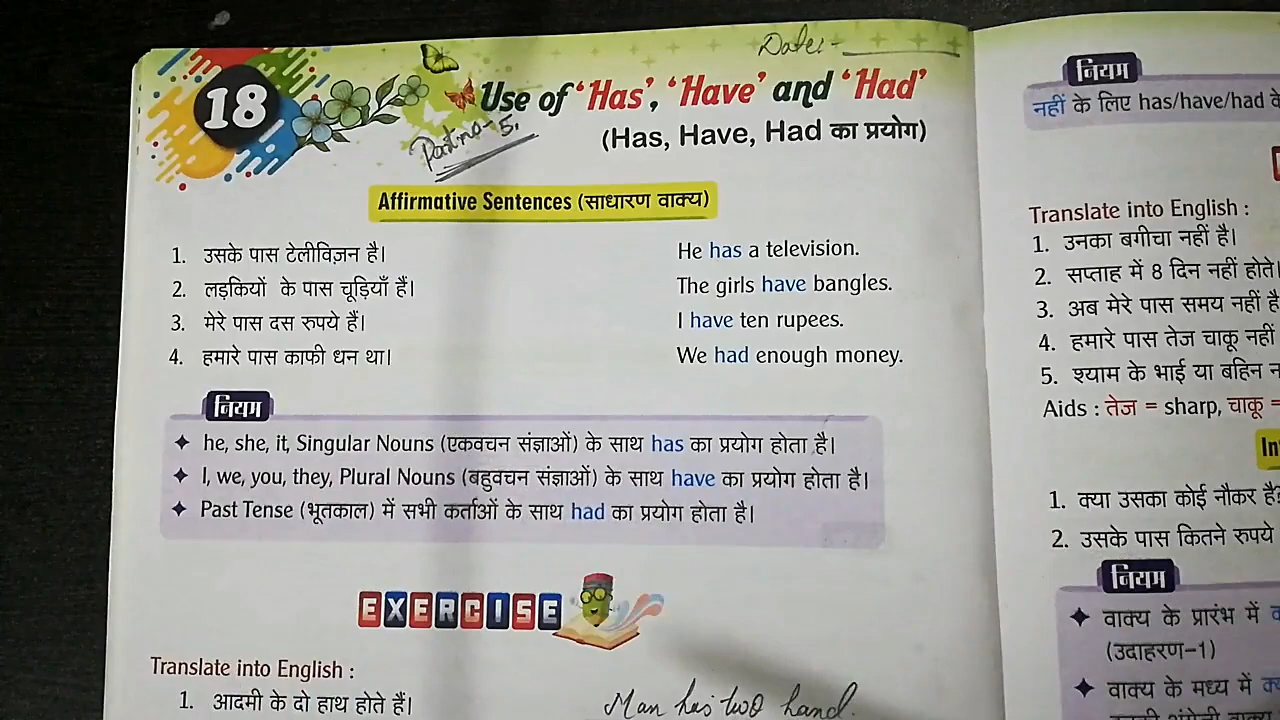 Date:-
18
Use of 'Has', 'Have' and 'Had'
Part no- 5.
(Has, Have, Had का प्रयोग)
Affirmative Sentences (साधारण वाक्य)
1. उसके पास टेलीविज़न है। He has a television.
2. लड़कियों के पास चूड़ियाँ हैं। The girls have bangles.
3. मेरे पास दस रुपये हैं। I have ten rupees.
4. हमारे पास काफी धन था। We had enough money.
नियम
he, she, it, Singular Nouns (एकवचन संज्ञाओं) के साथ has का प्रयोग होता है।
I, we, you, they, Plural Nouns (बहुवचन संज्ञाओं) के साथ have का प्रयोग होता है।
Past Tense (भूतकाल) में सभी कर्ताओं के साथ had का प्रयोग होता है।
EXERCISE
Translate into English :
1. आदमी के दो हाथ होते हैं। Man has two hand.
नियम
नहीं के लिए has/have/had
Translate into English :
1. उनका बगीचा नहीं है।
2. सप्ताह में 8 दिन नहीं होते।
3. अब मेरे पास समय नहीं है
4. हमारे पास तेज चाकू नहीं
5. श्याम के भाई या बहिन न
Aids : तेज = sharp, चाकू =
In
1. क्या उसका कोई नौकर है
2. उसके पास कितने रुपये
नियम
वाक्य के प्रारंभ में
(उदाहरण-1)
वाक्य के मध्य में